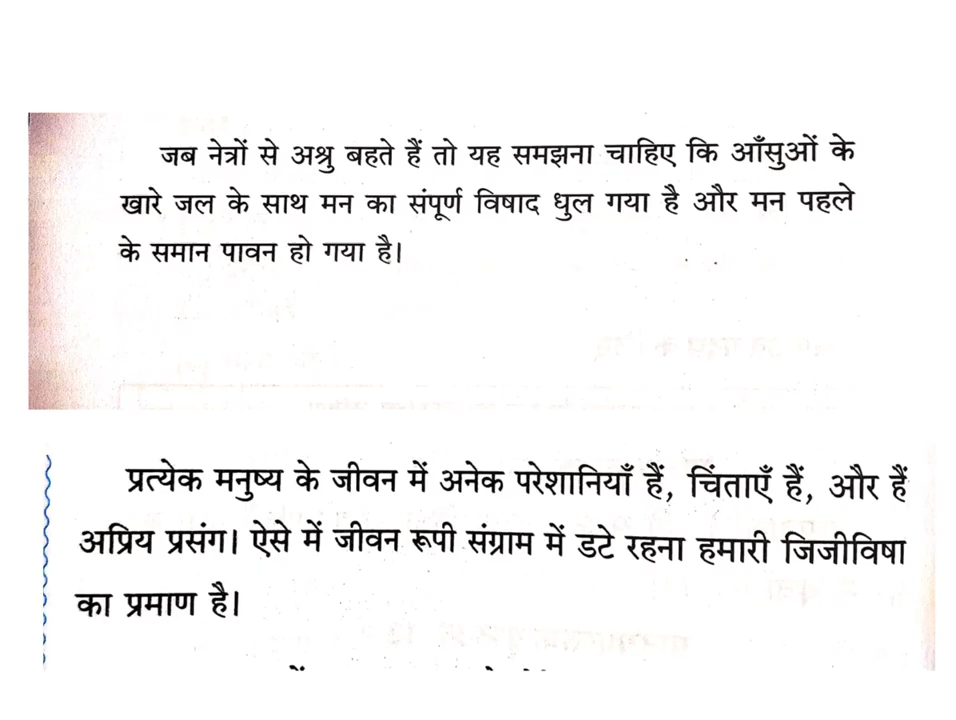 जब नेत्रों से अश्रु बहते हैं तो यह समझना चाहिए कि आँसुओं के
खारे जल के साथ मन का संपूर्ण विषाद धुल गया है और मन पहले
के समान पावन हो गया है।
प्रत्येक मनुष्य के जीवन में अनेक परेशानियाँ हैं, चिंताएँ हैं, और हैं
अप्रिय प्रसंग। ऐसे में जीवन रूपी संग्राम में डटे रहना हमारी जिजीविषा
का प्रमाण है।